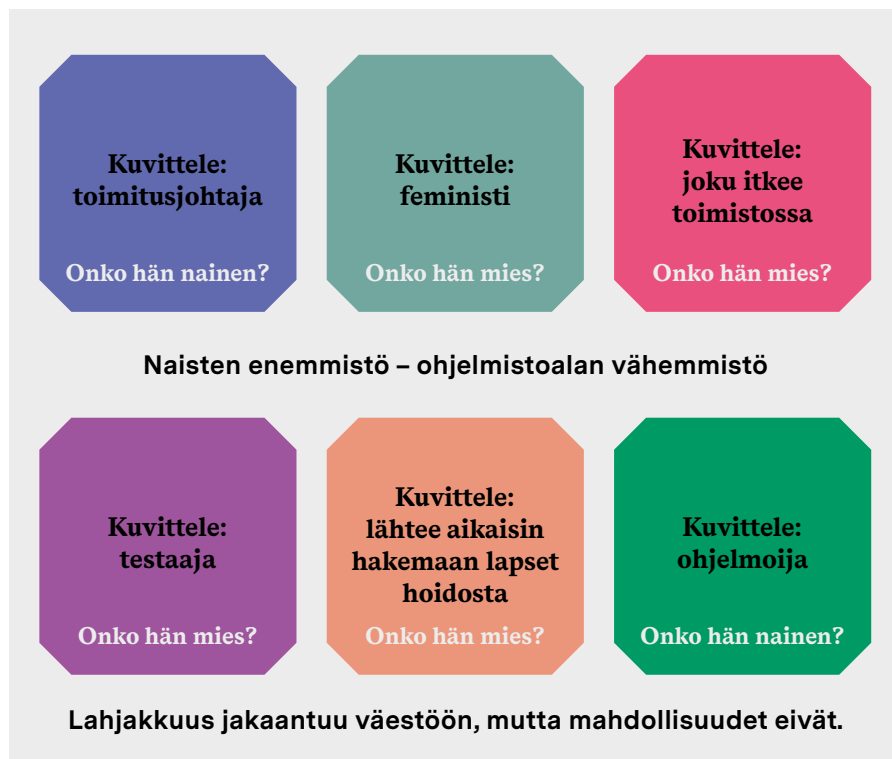 Kuvittele:
toimitusjohtaja
Onko hän nainen?
Kuvittele:
feministi
Onko hän mies?
Kuvittele:
joku itkee
toimistossa
Onko hän mies?
Naisten enemmistö – ohjelmistoalan vähemmistö
Kuvittele:
testaaja
Onko hän mies?
Kuvittele:
lähtee aikaisin
hakemaan lapset
hoidosta
Onko hän mies?
Kuvittele:
ohjelmoija
Onko hän nainen?
Lahjakkuus jakaantuu väestöön, mutta mahdollisuudet eivät.